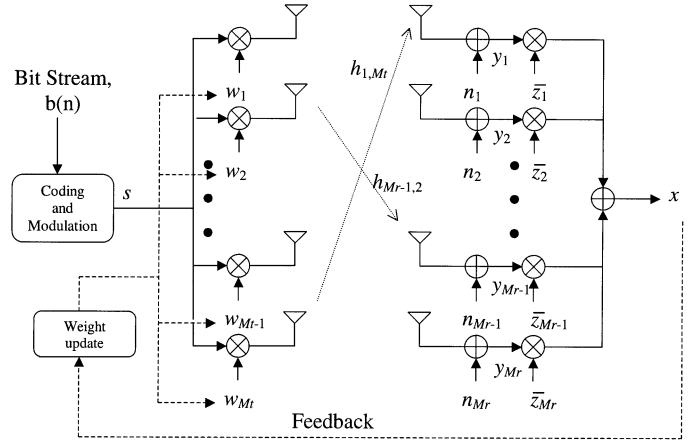 Bit Stream,
b(n)
Coding
and
Modulation
s
Weight
update
w1
w2
wMt-1
wMt
h1,Mt
hMr-1,2
n1
y1
z̅1
n2
y2
z̅2
nMr-1
yMr-1
z̅Mr-1
nMr
yMr
z̅Mr
x
Feedback